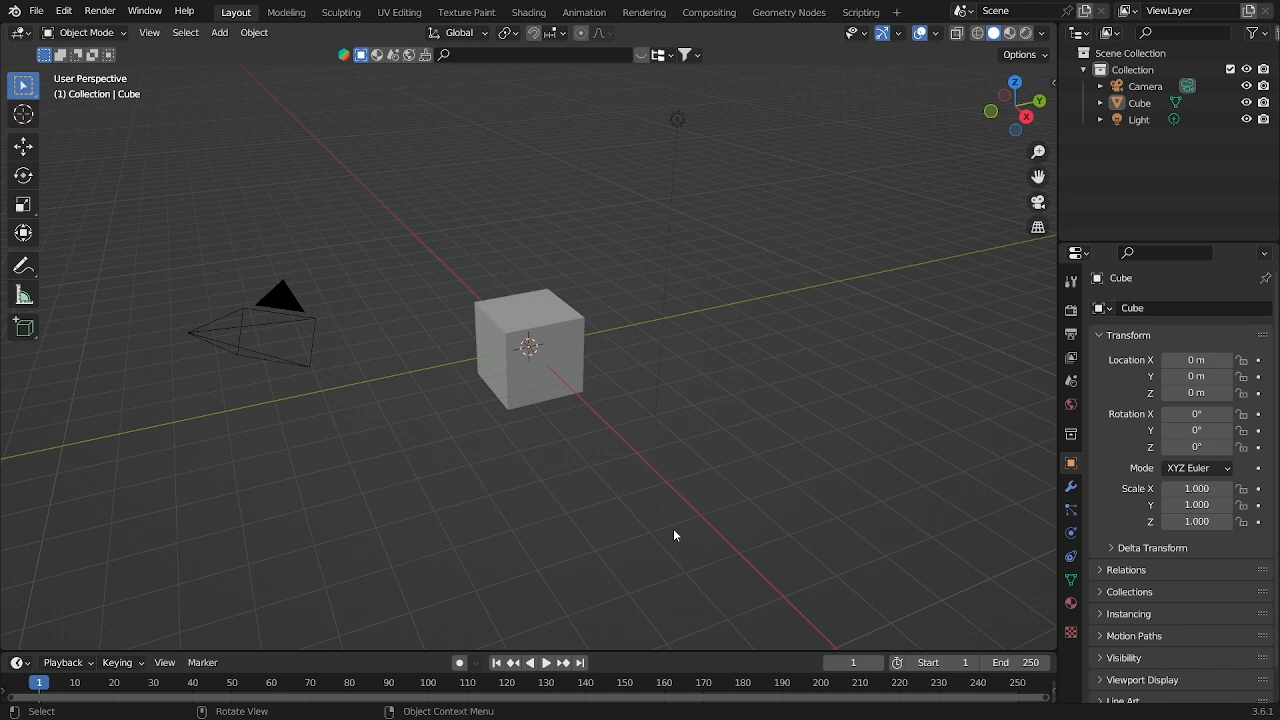 File Edit Render Window Help Layout Modeling Sculpting UV Editing Texture Paint Shading Animation Rendering Compositing Geometry Nodes Scripting + Scene ViewLayer
Object Mode View Select Add Object Global
Options
User Perspective
(1) Collection | Cube
Z
Y
X
Scene Collection
Collection
Camera
Cube
Light
Cube
Cube
Transform
Location X 0 m
Y 0 m
Z 0 m
Rotation X 0°
Y 0°
Z 0°
Mode XYZ Euler
Scale X 1.000
Y 1.000
Z 1.000
Delta Transform
Relations
Collections
Instancing
Motion Paths
Visibility
Viewport Display
Line Art
Playback Keying View Marker 1 Start 1 End 250
1 10 20 30 40 50 60 70 80 90 100 110 120 130 140 150 160 170 180 190 200 210 220 230 240 250
Select Rotate View Object Context Menu 3.6.1